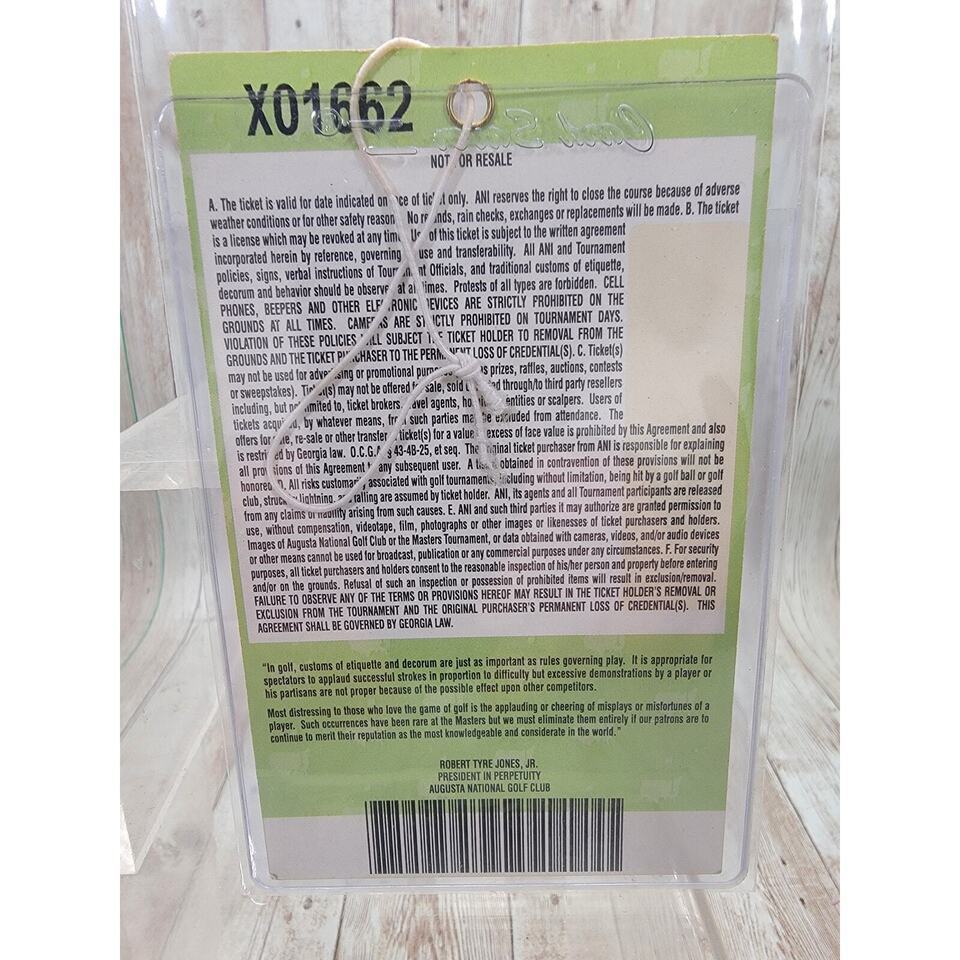 X01662
Card Saver
NOT FOR RESALE
A. The ticket is valid for date indicated on face of ticket only. ANI reserves the right to close the course because of adverse
weather conditions or for other safety reasons. No refunds, rain checks, exchanges or replacements will be made. B. The ticket
is a license which may be revoked at any time. Use of this ticket is subject to the written agreement
incorporated herein by reference, governing its use and transferability. All ANI and Tournament
policies, signs, verbal instructions of Tournament Officials, and traditional customs of etiquette,
decorum and behavior should be observed at all times. Protests of all types are forbidden. CELL
PHONES, BEEPERS AND OTHER ELECTRONIC DEVICES ARE STRICTLY PROHIBITED ON THE
GROUNDS AT ALL TIMES. CAMERAS ARE STRICTLY PROHIBITED ON TOURNAMENT DAYS.
VIOLATION OF THESE POLICIES WILL SUBJECT THE TICKET HOLDER TO REMOVAL FROM THE
GROUNDS AND THE TICKET PURCHASER TO THE PERMANENT LOSS OF CREDENTIAL(S). C. Ticket(s)
may not be used for advertising or promotional purposes (such as prizes, raffles, auctions, contests
or sweepstakes). Ticket(s) may not be offered for sale, sold through/to third party resellers
including, but not limited to, ticket brokers, travel agents, entities or scalpers. Users of
tickets acquired, by whatever means, from such parties may be excluded from attendance. The
offers for sale, re-sale or other transfer of ticket(s) for a value in excess of face value is prohibited by this Agreement and also
is restricted by Georgia law. O.C.G.A. 43-4B-25, et seq. The original ticket purchaser from ANI is responsible for explaining
all provisions of this Agreement to any subsequent user. A ticket obtained in contravention of these provisions will not be
honored. D. All risks customarily associated with golf tournaments, including without limitation, being hit by a golf ball or golf
club, struck by lightning, or falling are assumed by ticket holder. ANI, its agents and all Tournament participants are released
from any claims of liability arising from such causes. E. ANI and such third parties it may authorize are granted permission to
use, without compensation, videotape, film, photographs or other images or likenesses of ticket purchasers and holders.
Images of Augusta National Golf Club or the Masters Tournament, or data obtained with cameras, videos, and/or audio devices
or other means cannot be used for broadcast, publication or any commercial purposes under any circumstances. F. For security
purposes, all ticket purchasers and holders consent to the reasonable inspection of his/her person and property before entering
and/or on the grounds. Refusal of such an inspection or possession of prohibited items will result in exclusion/removal.
FAILURE TO OBSERVE ANY OF THE TERMS OR PROVISIONS HEREOF MAY RESULT IN THE TICKET HOLDER'S REMOVAL OR
EXCLUSION FROM THE TOURNAMENT AND THE ORIGINAL PURCHASER'S PERMANENT LOSS OF CREDENTIAL(S). THIS
AGREEMENT SHALL BE GOVERNED BY GEORGIA LAW.
"In golf, customs of etiquette and decorum are just as important as rules governing play. It is appropriate for
spectators to applaud successful strokes in proportion to difficulty but excessive demonstrations by a player or
his partisans are not proper because of the possible effect upon other competitors.
Most distressing to those who love the game of golf is the applauding or cheering of misplays or misfortunes of a
player. Such occurrences have been rare at the Masters but we must eliminate them entirely if our patrons are to
continue to merit their reputation as the most knowledgeable and considerate in the world."
ROBERT TYRE JONES, JR.
PRESIDENT IN PERPETUITY
AUGUSTA NATIONAL GOLF CLUB